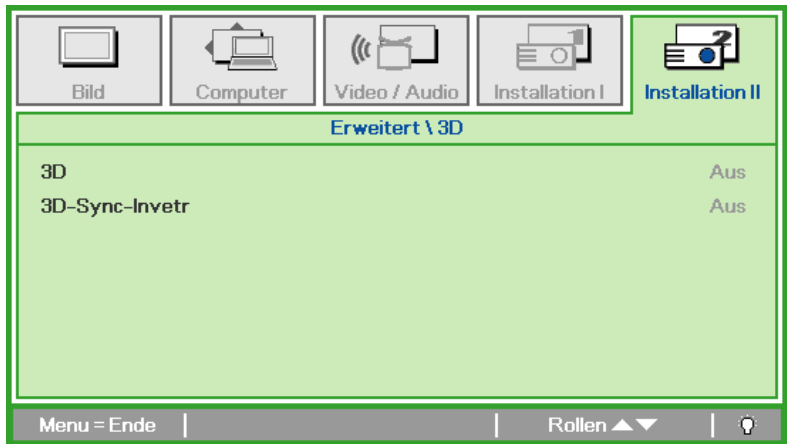 Bild Computer Video / Audio Installation I Installation II
Erweitert \ 3D
3D Aus
3D-Sync-Invetr Aus
Menu = Ende Rollen ▲▼